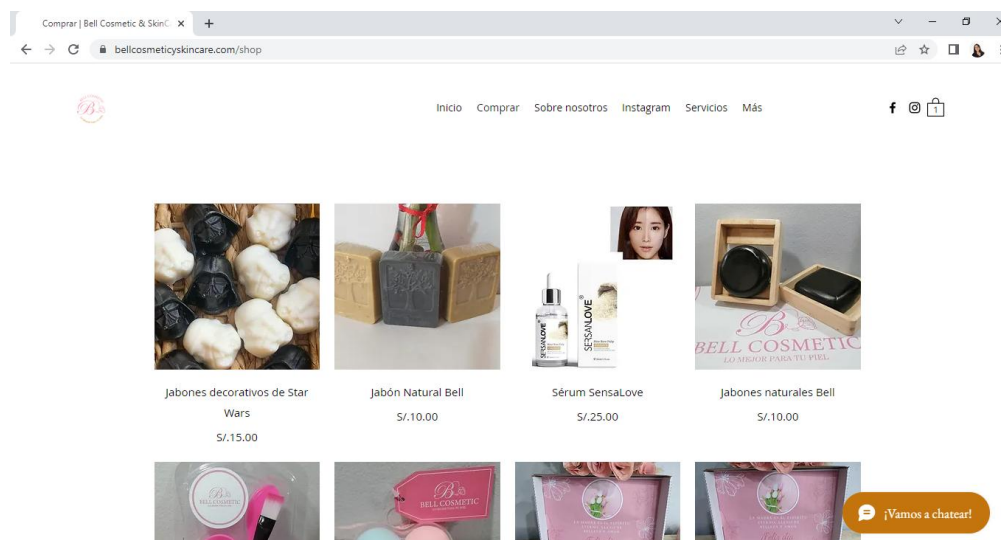 Comprar | Bell Cosmetic & SkinC
bellcosmeticyskincare.com/shop
B
Inicio Comprar Sobre nosotros Instagram Servicios Más
1
SERSANLOVE
B
BELL COSMETIC
LO MEJOR PARA TU PIEL
Jabones decorativos de Star
Wars
S/.15.00
Jabón Natural Bell
S/.10.00
Sérum SensaLove
S/.25.00
Jabones naturales Bell
S/.10.00
BELL COSMETIC
BELL COSMETIC
¡Vamos a chatear!